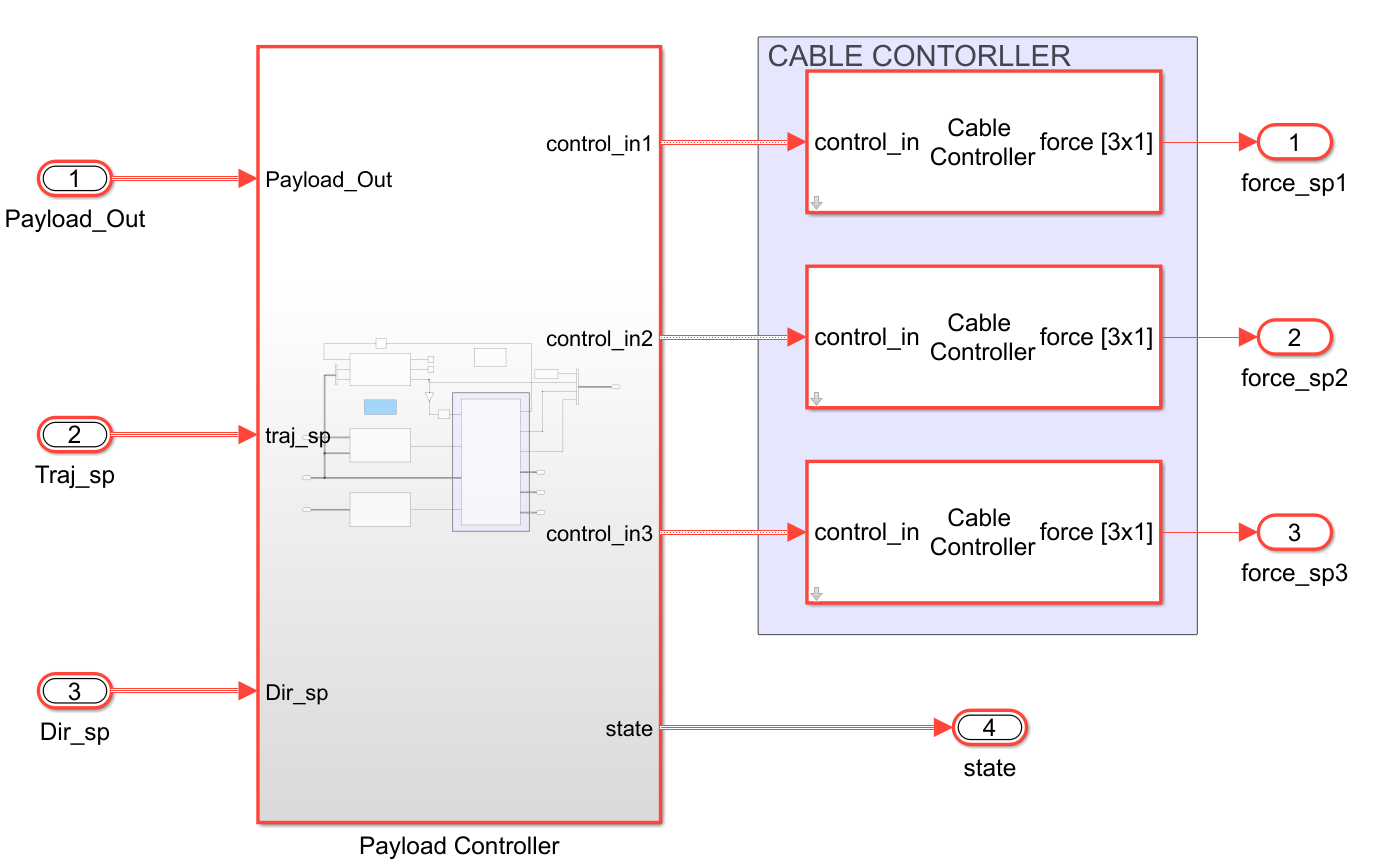 CABLE CONTORLLER
control_in1
control_in
Cable
Controller
force [3x1]
1
force_sp1
1
Payload_Out
Payload_Out
control_in2
control_in
Cable
Controller
force [3x1]
2
force_sp2
2
Traj_sp
traj_sp
control_in3
control_in
Cable
Controller
force [3x1]
3
force_sp3
3
Dir_sp
Dir_sp
state
4
state
Payload Controller